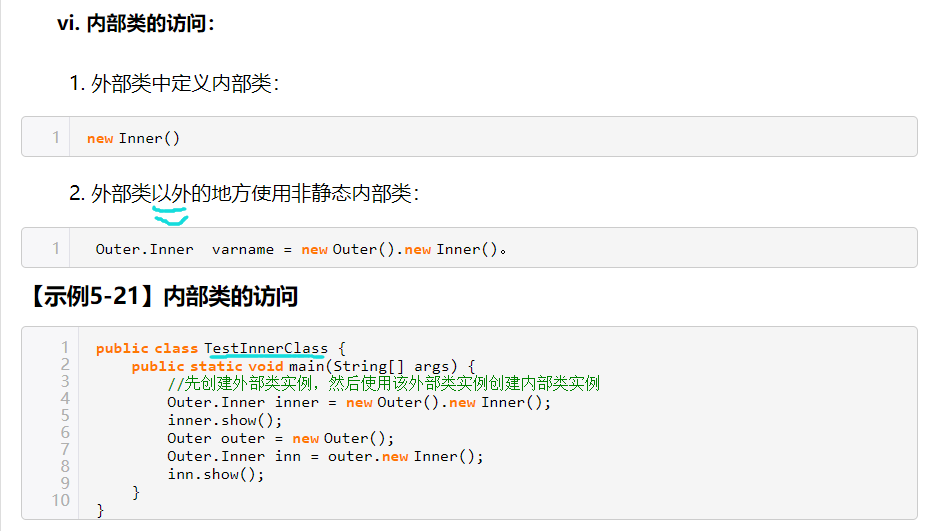 vi. 内部类的访问：
1. 外部类中定义内部类：
1 new Inner()
2. 外部类以外的地方使用非静态内部类：
1 Outer.Inner  varname = new Outer().new Inner()。
【示例5-21】内部类的访问
1 public class TestInnerClass {
2     public static void main(String[] args) {
3         //先创建外部类实例，然后使用该外部类实例创建内部类实例
4         Outer.Inner inner = new Outer().new Inner();
5         inner.show();
6         Outer outer = new Outer();
7         Outer.Inner inn = outer.new Inner();
8         inn.show();
9     }
10 }